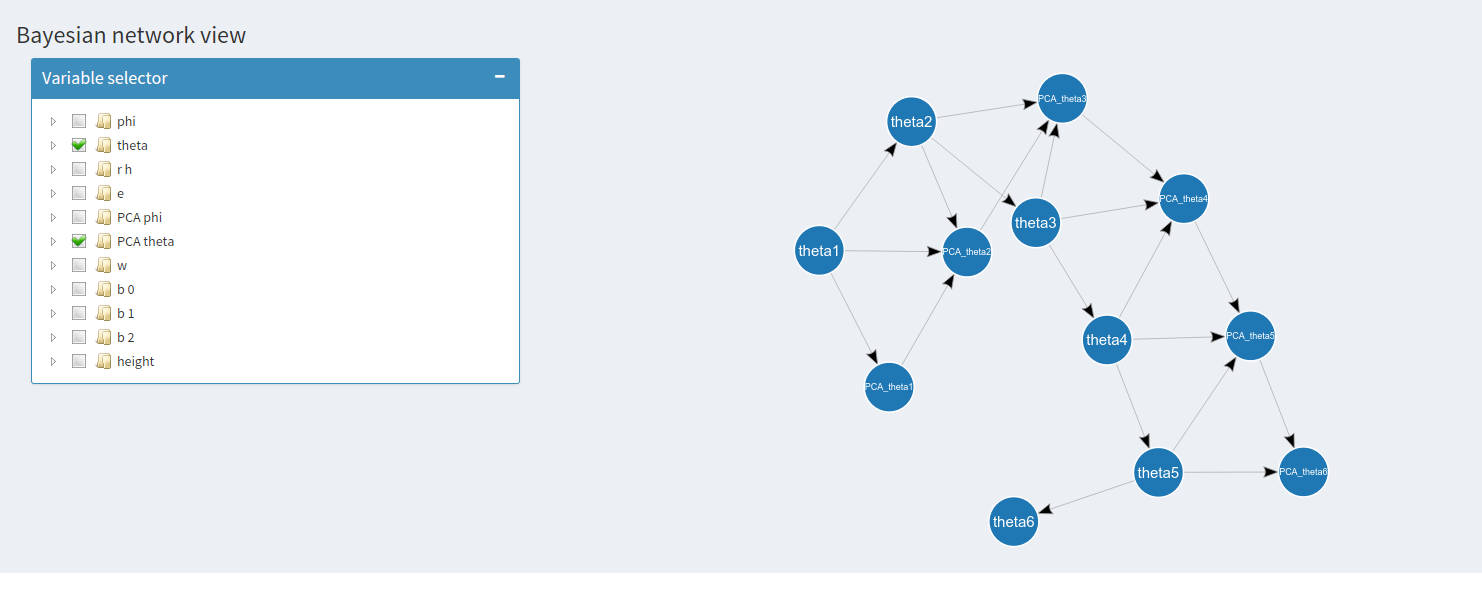 Bayesian network view
Variable selector
phi
theta
r h
e
PCA phi
PCA theta
w
b 0
b 1
b 2
height
PCA_theta3
theta2
PCA_theta4
theta3
theta1
PCA_theta2
theta4
PCA_theta5
PCA_theta1
theta5
PCA_theta6
theta6